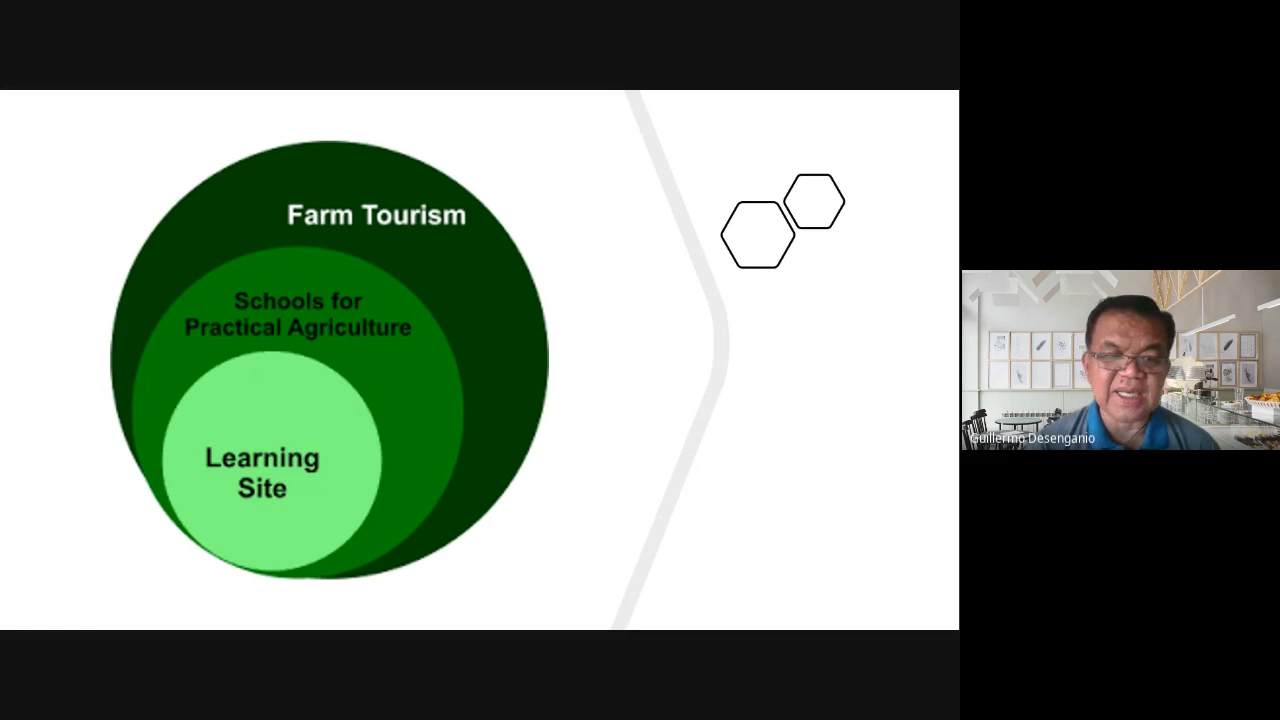 Farm Tourism
Schools for
Practical Agriculture
Learning
Site
Guillermo Desenganio